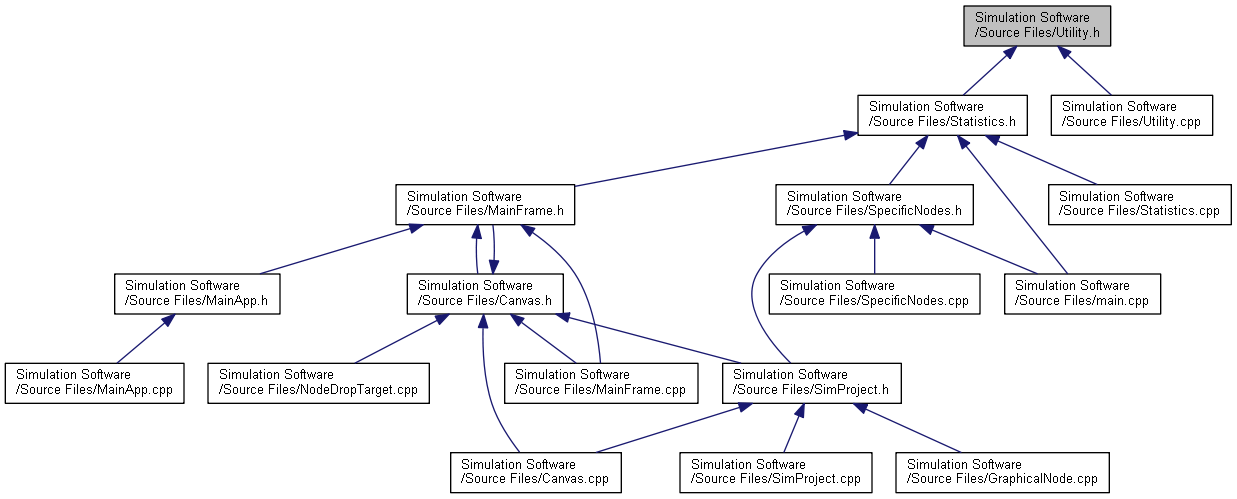 Simulation Software
/Source Files/Utility.h
Simulation Software
/Source Files/Statistics.h
Simulation Software
/Source Files/Utility.cpp
Simulation Software
/Source Files/MainFrame.h
Simulation Software
/Source Files/SpecificNodes.h
Simulation Software
/Source Files/Statistics.cpp
Simulation Software
/Source Files/MainApp.h
Simulation Software
/Source Files/Canvas.h
Simulation Software
/Source Files/SpecificNodes.cpp
Simulation Software
/Source Files/main.cpp
Simulation Software
/Source Files/MainApp.cpp
Simulation Software
/Source Files/NodeDropTarget.cpp
Simulation Software
/Source Files/MainFrame.cpp
Simulation Software
/Source Files/SimProject.h
Simulation Software
/Source Files/Canvas.cpp
Simulation Software
/Source Files/SimProject.cpp
Simulation Software
/Source Files/GraphicalNode.cpp